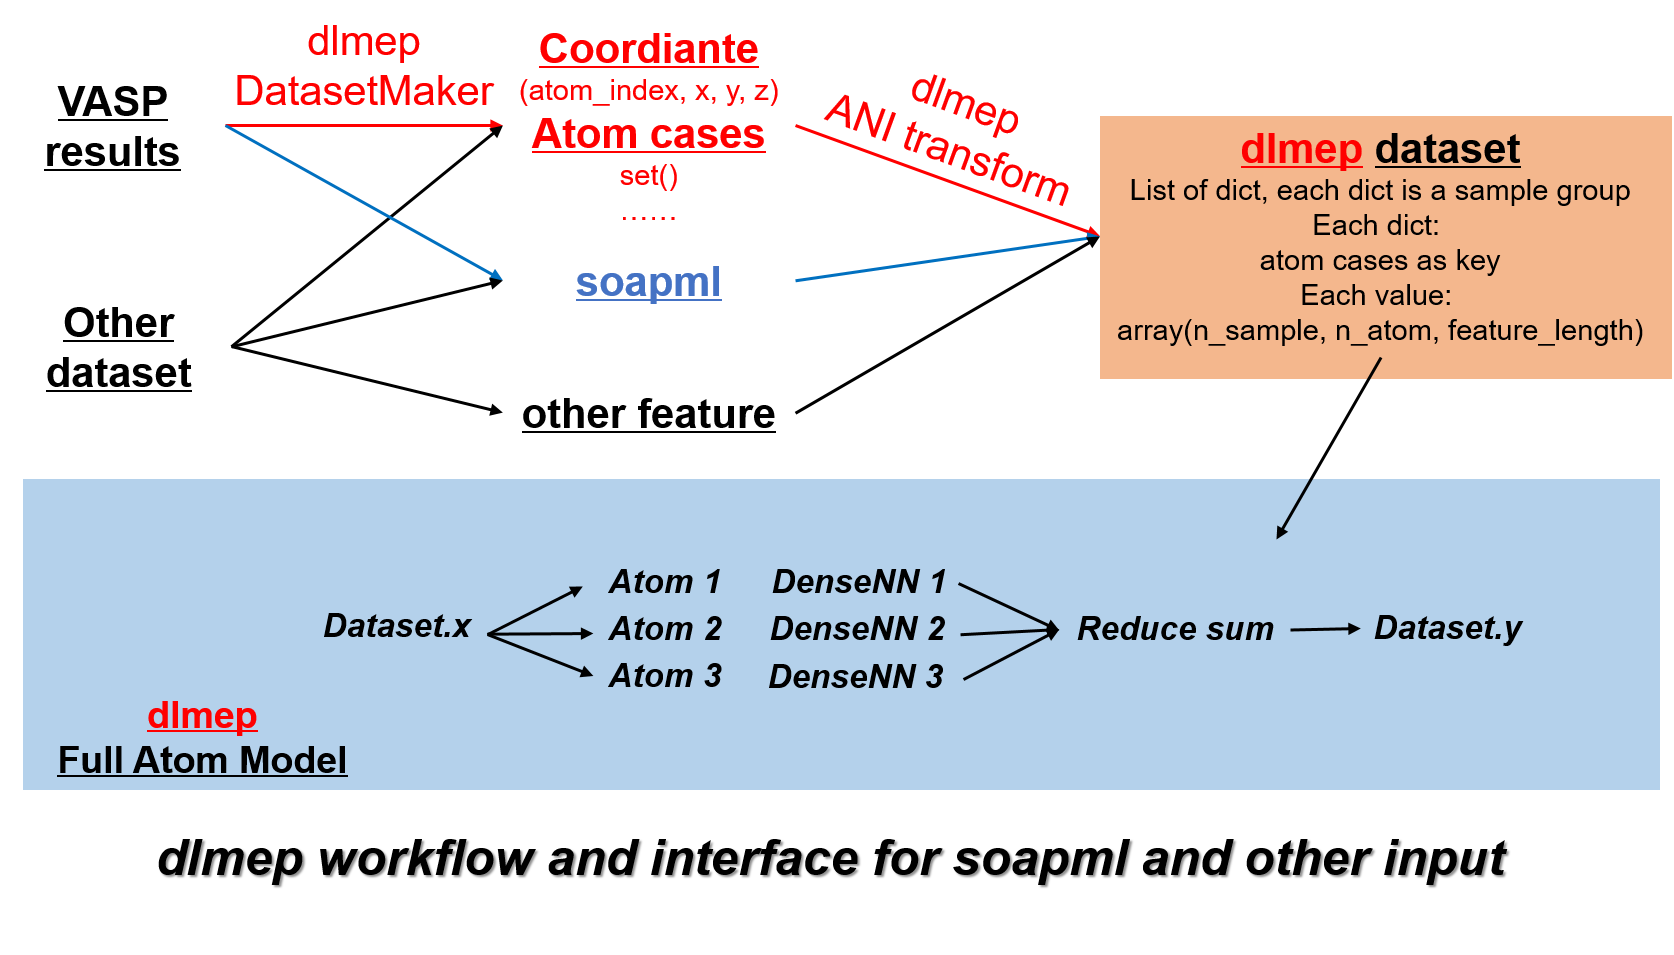 VASP
results
dlmep
DatasetMaker
Coordiante
(atom_index, x, y, z)
Atom cases
set()
……
dlmep
ANI transform
Other
dataset
soapml
other feature
dlmep dataset
List of dict, each dict is a sample group
Each dict:
atom cases as key
Each value:
array(n_sample, n_atom, feature_length)
Dataset.x
Atom 1
Atom 2
Atom 3
DenseNN 1
DenseNN 2
DenseNN 3
Reduce sum
Dataset.y
dlmep
Full Atom Model
dlmep workflow and interface for soapml and other input